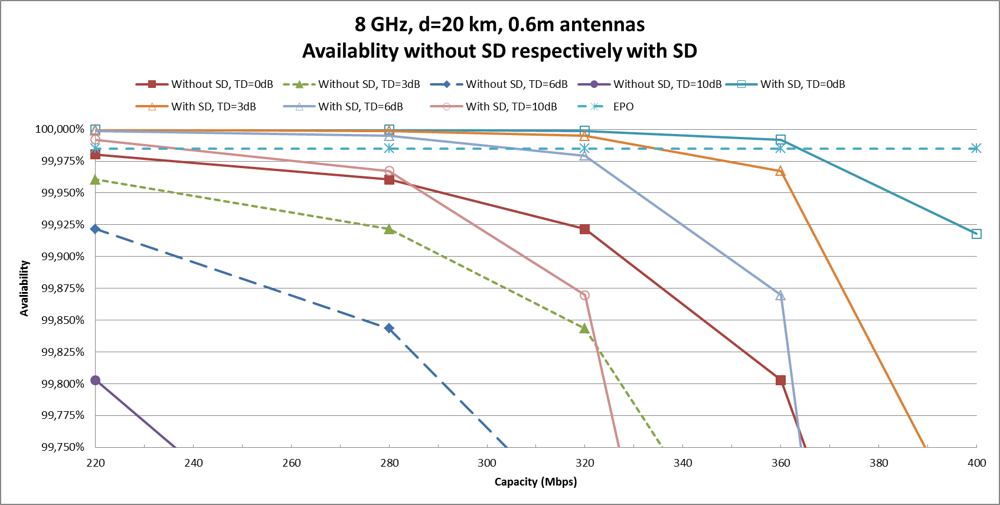 8 GHz, d=20 km, 0.6m antennas
Availablity without SD respectively with SD
Without SD, TD=0dB Without SD, TD=3dB Without SD, TD=6dB Without SD, TD=10dB With SD, TD=0dB
With SD, TD=3dB With SD, TD=6dB With SD, TD=10dB EPO
100,000%
99,975%
99,950%
99,925%
99,900%
99,875%
99,850%
99,825%
99,800%
99,775%
99,750%
Avaliability
220 240 260 280 300 320 340 360 380 400
Capacity (Mbps)